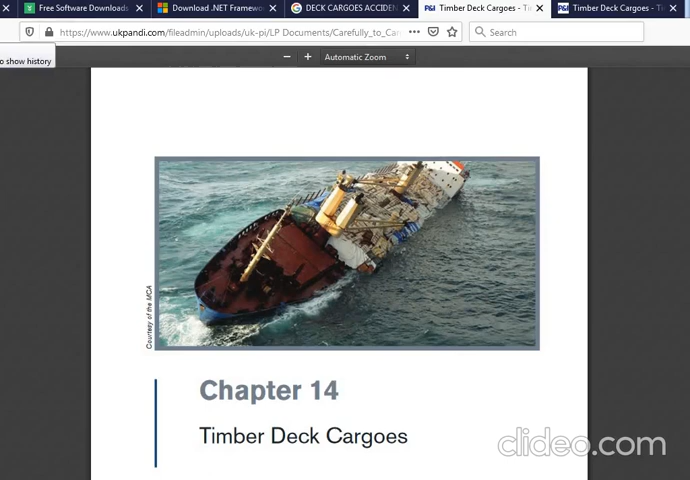 Free Software Downloads
Download .NET Framewo
DECK CARGOES ACCIDEN
P&I Timber Deck Cargoes - Ti
P&I Timber Deck Cargoes - T
https://www.ukpandi.com/fileadmin/uploads/uk-pi/LP Documents/Carefully_to_Car
Search
o show history
Automatic Zoom
Courtesy of the MCA
Chapter 14
Timber Deck Cargoes
clideo.com